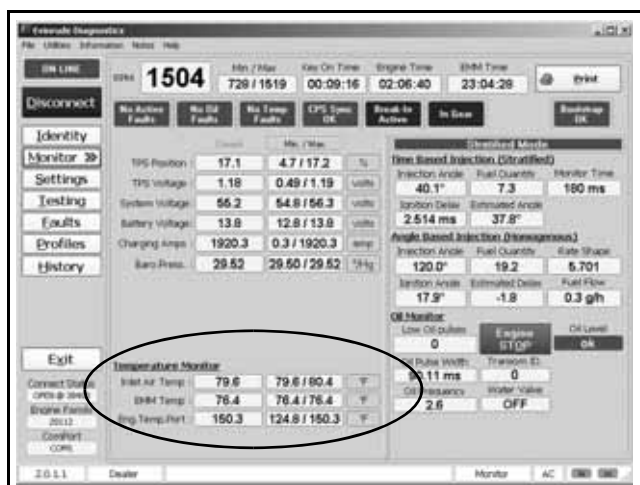 Evinrude Diagnostics
File Utilities Information Notes Help
ON LINE
Disconnect
Identity
Monitor
Settings
Testing
Faults
Profiles
History
Exit
Connect Status
Engine Family
20112
ComPort
COM5
1504
Min / Max
728 / 1519
Key On Time
00:09:16
Engine Time
02:06:40
EMM Time
23:04:28
Print
No Active Faults
No Oil Faults
No Temp Faults
CPS Sync OK
Break-In Active
In Gear
Bootstrap OK
Min. / Max.
TPS Position 17.1 4.7 / 17.2 %
TPS Voltage 1.18 0.49 / 1.19 volts
System Voltage 55.2 54.8 / 56.3 volts
Battery Voltage 13.8 12.8 / 13.8 volts
Charging Amps 1920.3 0.3 / 1920.3 amp
Baro.Press. 29.52 29.50 / 29.52 "/Hg
Temperature Monitor
Inlet Air Temp 79.6 79.6 / 80.4 °F
EMM Temp 76.4 76.4 / 76.4 °F
Eng.Temp.Port 150.3 124.8 / 150.3 °F
Stratified Mode
Time Based Injection (Stratified)
Injection Angle Fuel Quantity Monitor Time
40.1° 7.3 180 ms
Ignition Delay Estimated Angle
2.514 ms 37.8°
Angle Based Injection (Homogenous)
Injection Angle Fuel Quantity Rate Shape
120.0° 19.2 5.701
Ignition Angle Estimated Delay Fuel Flow
17.9° -1.8 0.3 g/h
Oil Monitor
Low Oil pulses
0
Engine STOP
Oil Level
ok
Oil Pulse Width Transom ID
0.11 ms 0
Oil Frequency Water Valve
2.6 OFF
2.0.1.1 Dealer Monitor AC